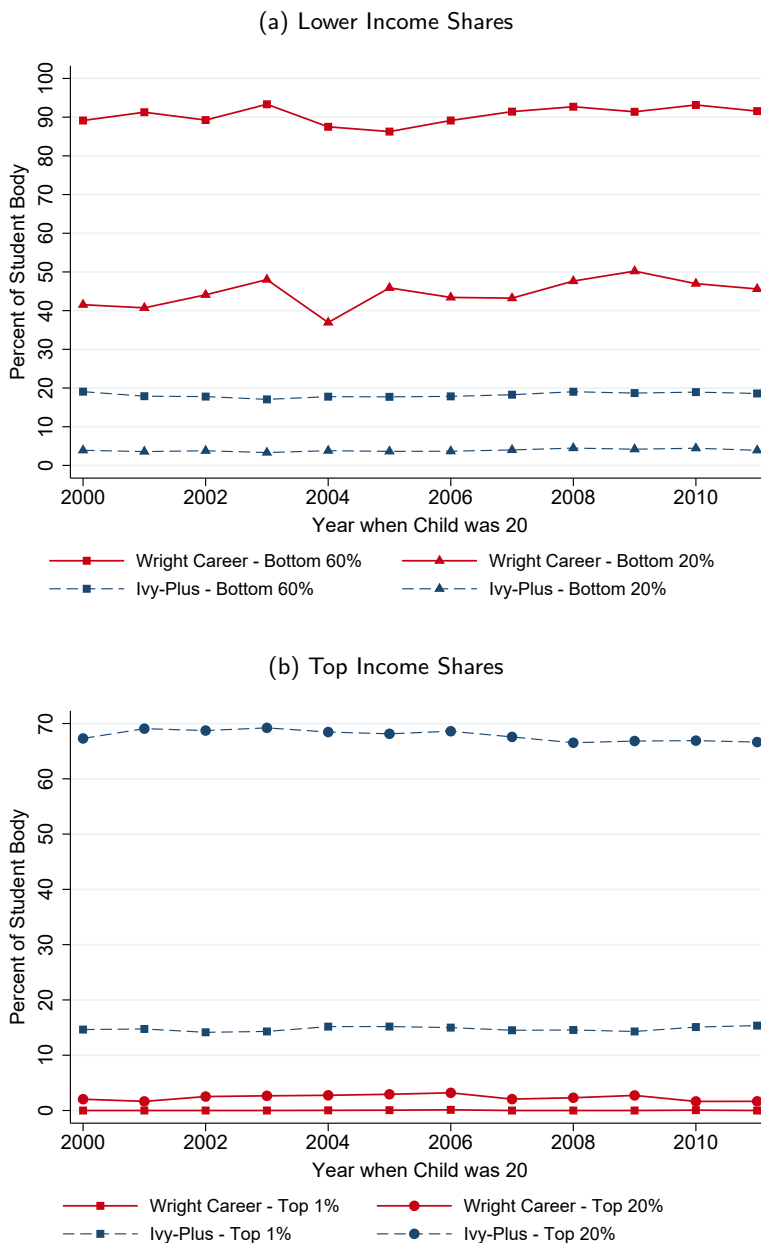 (a) Lower Income Shares
100
90
80
70
60
50
40
30
20
10
0
Percent of Student Body
2000 2002 2004 2006 2008 2010
Year when Child was 20
Wright Career - Bottom 60% Wright Career - Bottom 20%
Ivy-Plus - Bottom 60% Ivy-Plus - Bottom 20%
(b) Top Income Shares
70
60
50
40
30
20
10
0
Percent of Student Body
2000 2002 2004 2006 2008 2010
Year when Child was 20
Wright Career - Top 1% Wright Career - Top 20%
Ivy-Plus - Top 1% Ivy-Plus - Top 20%